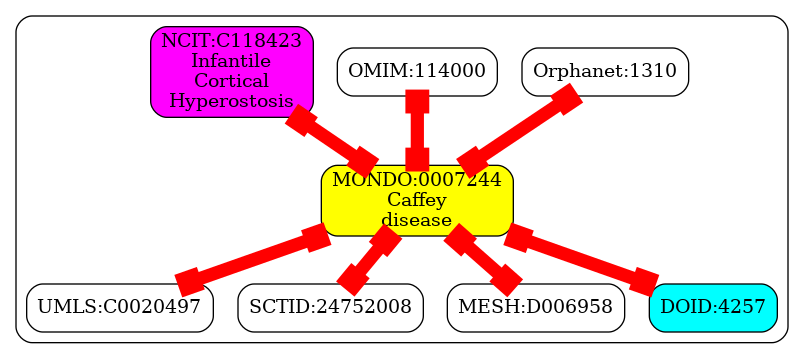 NCIT:C118423
Infantile
Cortical
Hyperostosis
OMIM:114000
Orphanet:1310
MONDO:0007244
Caffey
disease
UMLS:C0020497
SCTID:24752008
MESH:D006958
DOID:4257